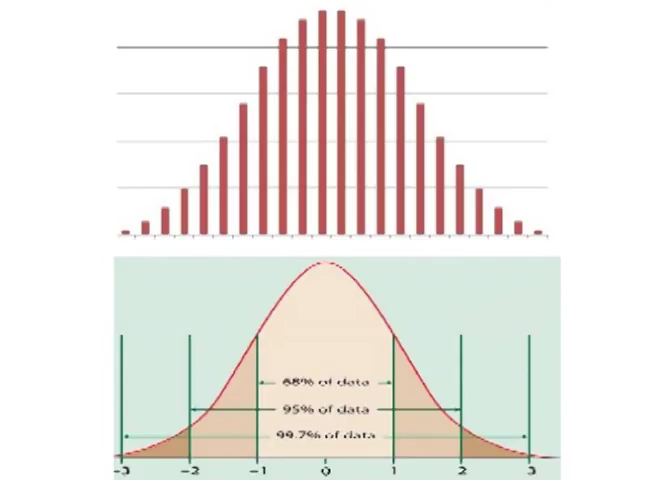 68% of data
95% of data
99.7% of data
-3 -2 -1 0 1 2 3